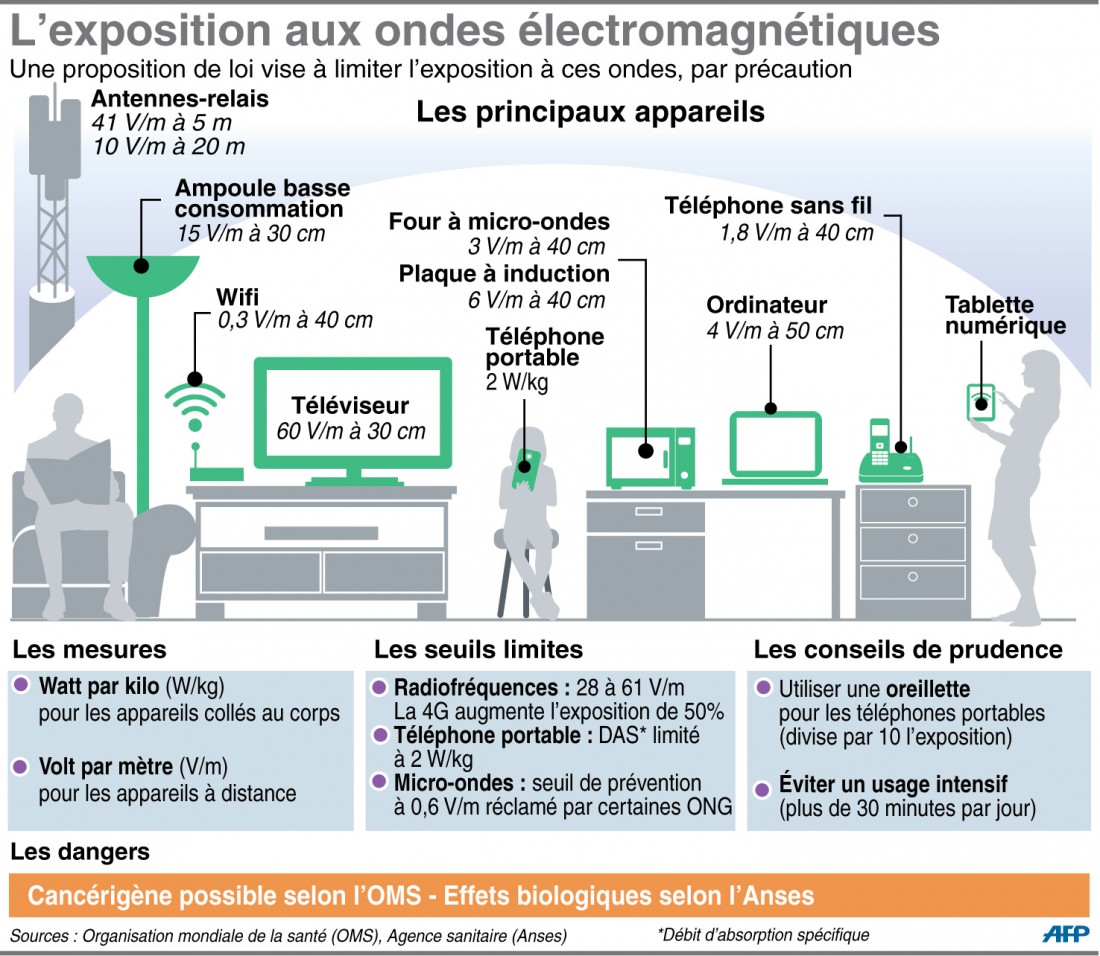 L'exposition aux ondes électromagnétiques
Une proposition de loi vise à limiter l'exposition à ces ondes, par précaution
Les principaux appareils
Antennes-relais
41 V/m à 5 m
10 V/m à 20 m
Ampoule basse
consommation
15 V/m à 30 cm
Wifi
0,3 V/m à 40 cm
Téléviseur
60 V/m à 30 cm
Four à micro-ondes
3 V/m à 40 cm
Plaque à induction
6 V/m à 40 cm
Téléphone
portable
2 W/kg
Téléphone sans fil
1,8 V/m à 40 cm
Ordinateur
4 V/m à 50 cm
Tablette
numérique
Les mesures
Watt par kilo (W/kg)
pour les appareils collés au corps
Volt par mètre (V/m)
pour les appareils à distance
Les seuils limites
Radiofréquences : 28 à 61 V/m
La 4G augmente l'exposition de 50%
Téléphone portable : DAS* limité
à 2 W/kg
Micro-ondes : seuil de prévention
à 0,6 V/m réclamé par certaines ONG
Les conseils de prudence
Utiliser une oreillette
pour les téléphones portables
(divise par 10 l'exposition)
Éviter un usage intensif
(plus de 30 minutes par jour)
Les dangers
Cancérigène possible selon l'OMS - Effets biologiques selon l'Anses
Sources : Organisation mondiale de la santé (OMS), Agence sanitaire (Anses)
*Débit d'absorption spécifique
AFP